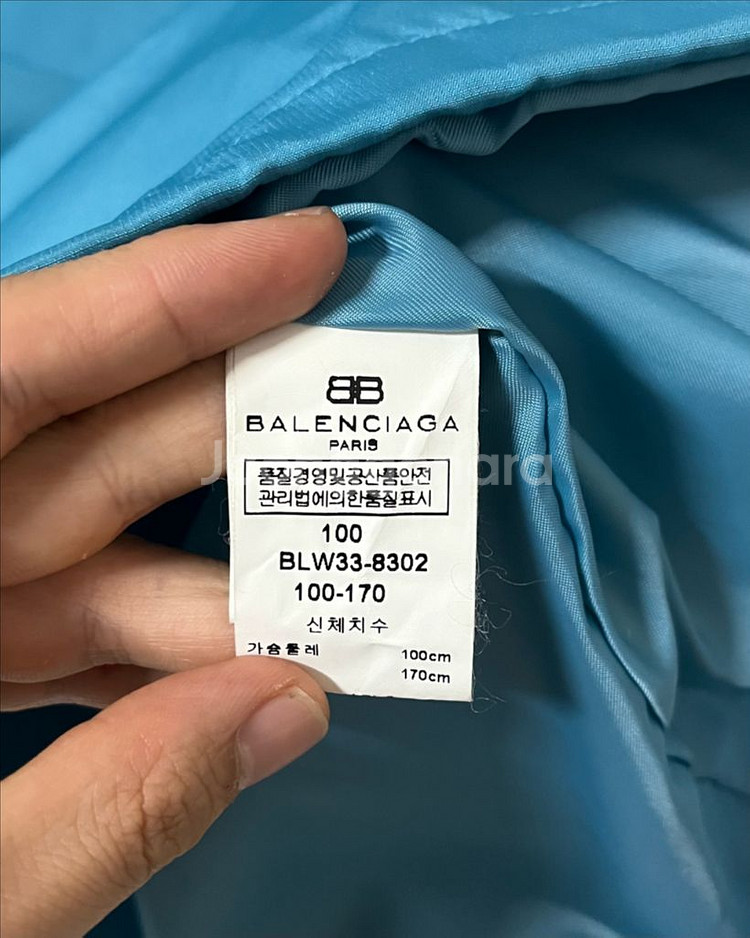 BB
BALENCIAGA
PARIS
품질경영및공산품안전
관리법에의한품질표시
100
BLW33-8302
100-170
신체치수
가슴둘레 100cm
170cm